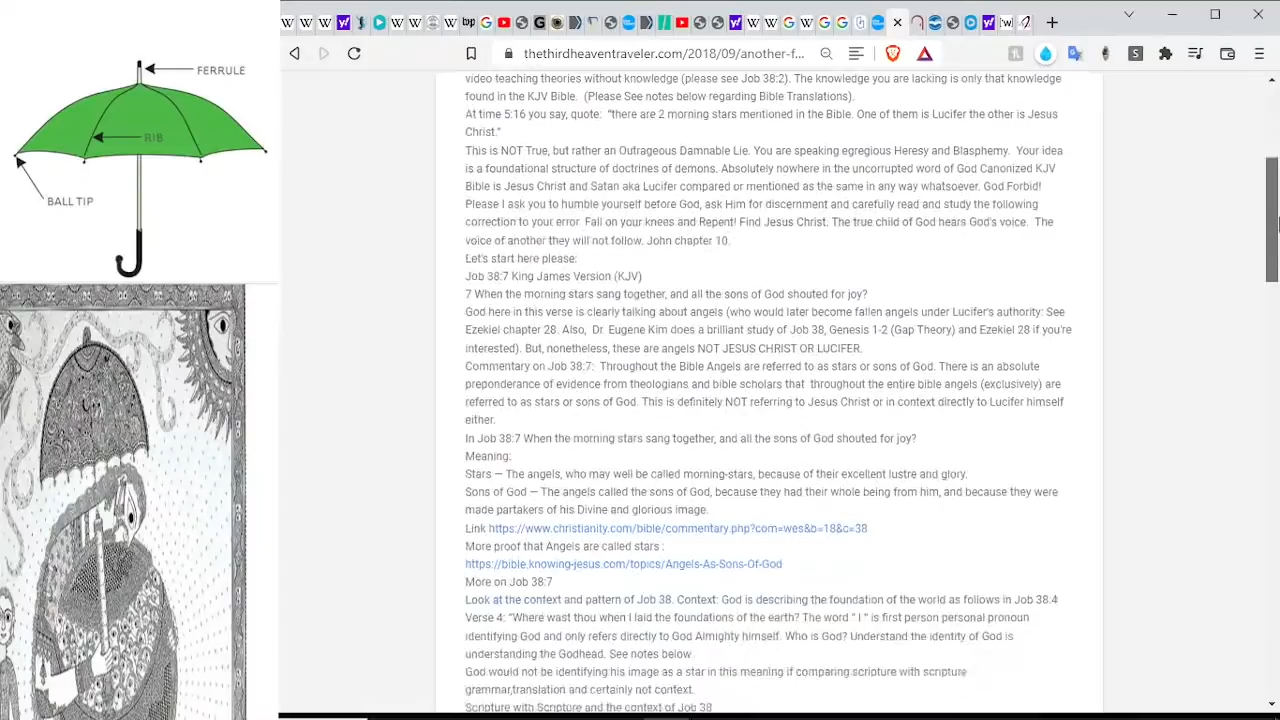 FERRULE
RIB
BALL TIP
thethirdheaventraveler.com/2018/09/another-f...
video teaching theories without knowledge (please see Job 38:2). The knowledge you are lacking is only that knowledge
found in the KJV Bible. (Please See notes below regarding Bible Translations).
At time 5:16 you say, quote: "there are 2 morning stars mentioned in the Bible. One of them is Lucifer the other is Jesus
Christ."
This is NOT True, but rather an Outrageous Damnable Lie. You are speaking egregious Heresy and Blasphemy. Your idea
is a foundational structure of doctrines of demons. Absolutely nowhere in the uncorrupted word of God Canonized KJV
Bible is Jesus Christ and Satan aka Lucifer compared or mentioned as the same in any way whatsoever. God Forbid!
Please I ask you to humble yourself before God, ask Him for discernment and carefully read and study the following
correction to your error. Fall on your knees and Repent! Find Jesus Christ. The true child of God hears God's voice. The
voice of another they will not follow. John chapter 10.
Let's start here please:
Job 38:7 King James Version (KJV)
7 When the morning stars sang together, and all the sons of God shouted for joy?
God here in this verse is clearly talking about angels (who would later become fallen angels under Lucifer's authority: See
Ezekiel chapter 28. Also, Dr Eugene Kim does a brilliant study of Job 38, Genesis 1-2 (Gap Theory) and Ezekiel 28 if you're
interested). But, nonetheless, these are angels NOT JESUS CHRIST OR LUCIFER.
Commentary on Job 38:7: Throughout the Bible Angels are referred to as stars or sons of God. There is an absolute
preponderance of evidence from theologians and bible scholars that throughout the entire bible angels (exclusively) are
referred to as stars or sons of God. This is definitely NOT referring to Jesus Christ or in context directly to Lucifer himself
either.
In Job 38:7 When the morning stars sang together, and all the sons of God shouted for joy?
Meaning:
Stars — The angels, who may well be called morning-stars, because of their excellent lustre and glory.
Sons of God — The angels called the sons of God, because they had their whole being from him, and because they were
made partakers of his Divine and glorious image.
Link https://www.christianity.com/bible/commentary.php?com=wes&b=18&c=38
More proof that Angels are called stars :
https://bible.knowing-jesus.com/topics/Angels-As-Sons-Of-God
More on Job 38:7
Look at the context and pattern of Job 38. Context: God is describing the foundation of the world as follows in Job 38:4
Verse 4: "Where wast thou when I laid the foundations of the earth? The word " I " is first person personal pronoun
identifying God and only refers directly to God Almighty himself. Who is God? Understand the identity of God is
understanding the Godhead. See notes below
God would not be identifying his image as a star in this meaning if comparing scripture with scripture
grammar,translation and certainly not context.
Scripture with Scripture and the context of Job 38